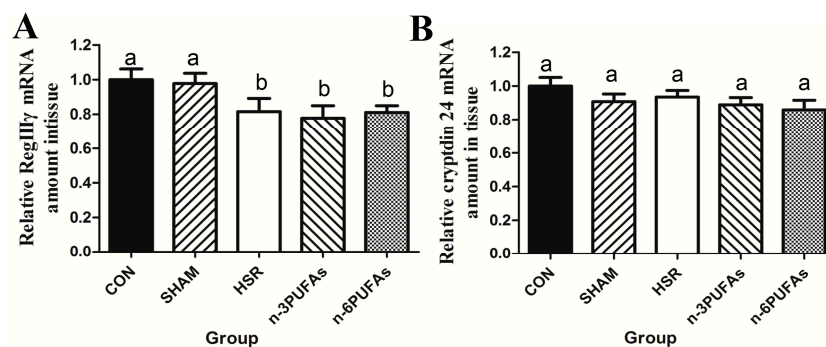 A
Relative RegIIIγ mRNA
amount intissue
1.2
1.0
0.8
0.6
0.4
0.2
0.0
a
a
b
b
b
CON
SHAM
HSR
n-3PUFAs
n-6PUFAs
Group
B
Relative cryptdin 24 mRNA
amount in tissue
1.2
1.0
0.8
0.6
0.4
0.2
0.0
a
a
a
a
a
CON
SHAM
HSR
n-3PUFAs
n-6PUFAs
Group